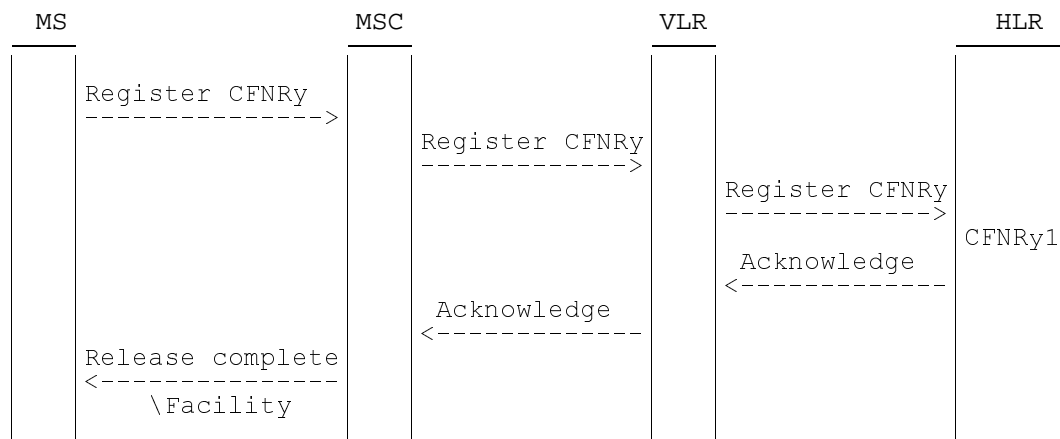 MS MSC VLR HLR
Register CFNRy
--------------->
Register CFNRy
------------->
Register CFNRy
------------->
CFNRy1
Acknowledge
<-------------
Acknowledge
<-------------
Release complete
<---------------
\Facility